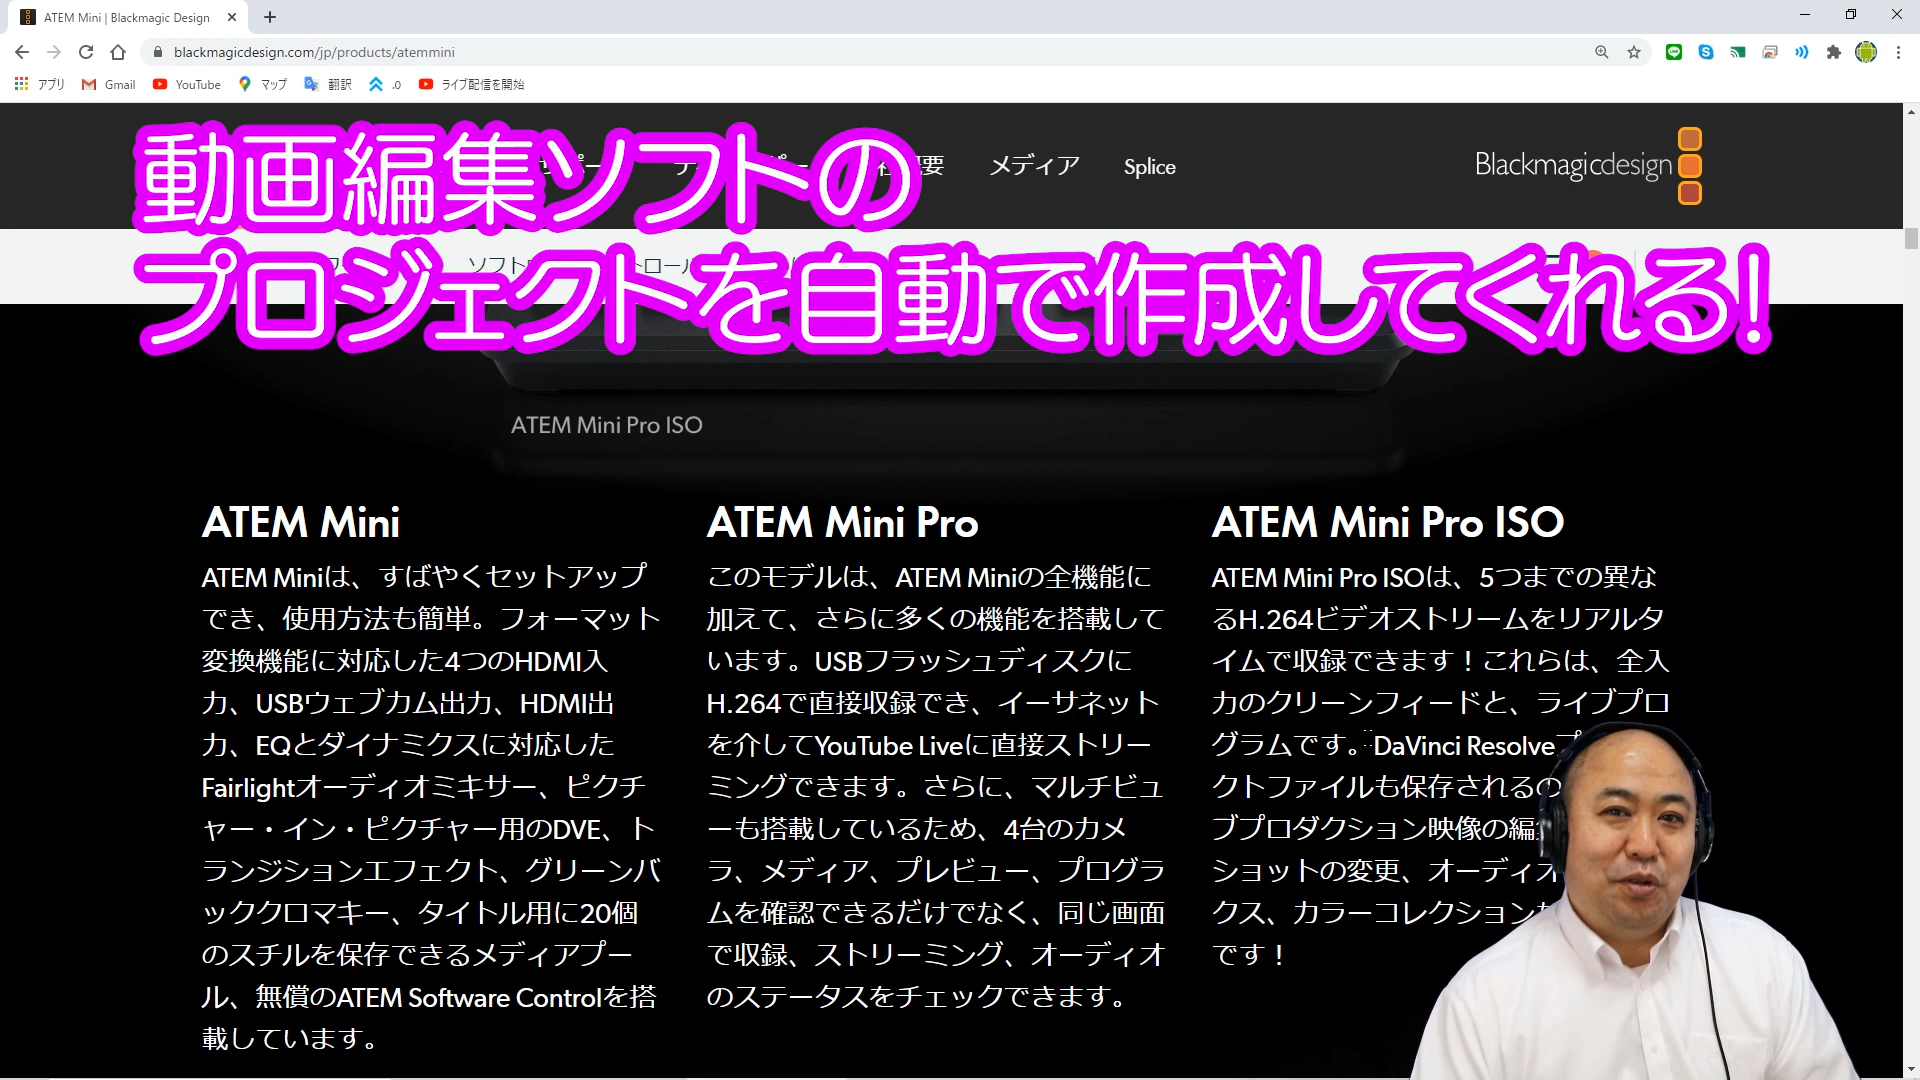 ATEM Mini | Blackmagic Design
blackmagicdesign.com/jp/products/atemmini
アプリ Gmail YouTube マップ 翻訳 .0 ライブ配信を開始
メディア Splice Blackmagicdesign
動画編集ソフトの
プロジェクトを自動で作成してくれる!
ATEM Mini Pro ISO
ATEM Mini
ATEM Miniは、すばやくセットアップ
でき、使用方法も簡単。フォーマット
変換機能に対応した4つのHDMI入
力、USBウェブカム出力、HDMI出
力、EQとダイナミクスに対応した
Fairlightオーディオミキサー、ピクチ
ャー・イン・ピクチャー用のDVE、ト
ランジションエフェクト、グリーンバ
ッククロマキー、タイトル用に20個
のスチルを保存できるメディアプー
ル、無償のATEM Software Controlを搭
載しています。
ATEM Mini Pro
このモデルは、ATEM Miniの全機能に
加えて、さらに多くの機能を搭載して
います。USBフラッシュディスクに
H.264で直接収録でき、イーサネット
を介してYouTube Liveに直接ストリー
ミングできます。さらに、マルチビュ
ーも搭載しているため、4台のカメ
ラ、メディア、プレビュー、プログラ
ムを確認できるだけでなく、同じ画面
で収録、ストリーミング、オーディオ
のステータスをチェックできます。
ATEM Mini Pro ISO
ATEM Mini Pro ISOは、5つまでの異な
るH.264ビデオストリームをリアルタ
イムで収録できます！これらは、全入
力のクリーンフィードと、ライブプロ
グラムです。DaVinci Resolveプ
クトファイルも保存されるの
ブプロダクション映像の編
ショットの変更、オーディオ
クス、カラーコレクション
です！